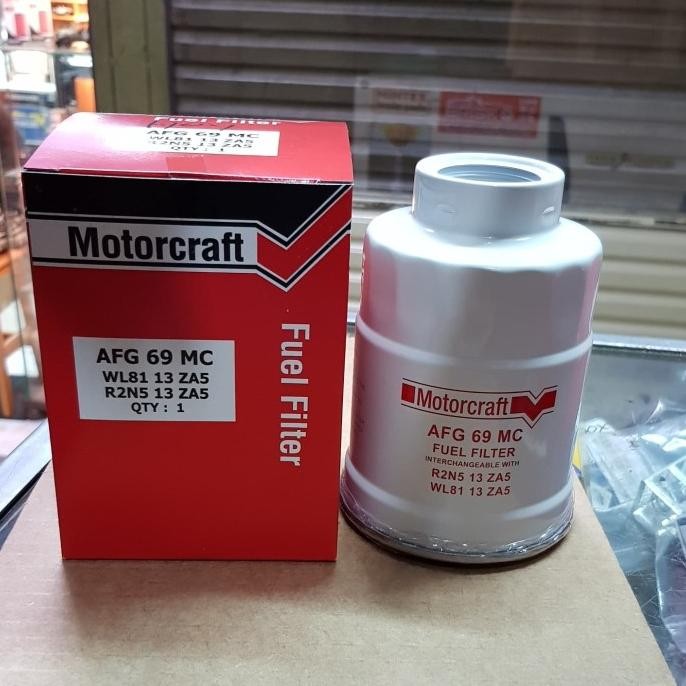 Fuel Filter
AFG 69 MC
WL81 13 ZA5
R2N5 13 ZA5
QTY : 1
Motorcraft
AFG 69 MC
WL81 13 ZA5
R2N5 13 ZA5
QTY : 1
Fuel Filter
Motorcraft
AFG 69 MC
FUEL FILTER
INTERCHANGEABLE WITH
R2N5 13 ZA5
WL81 13 ZA5